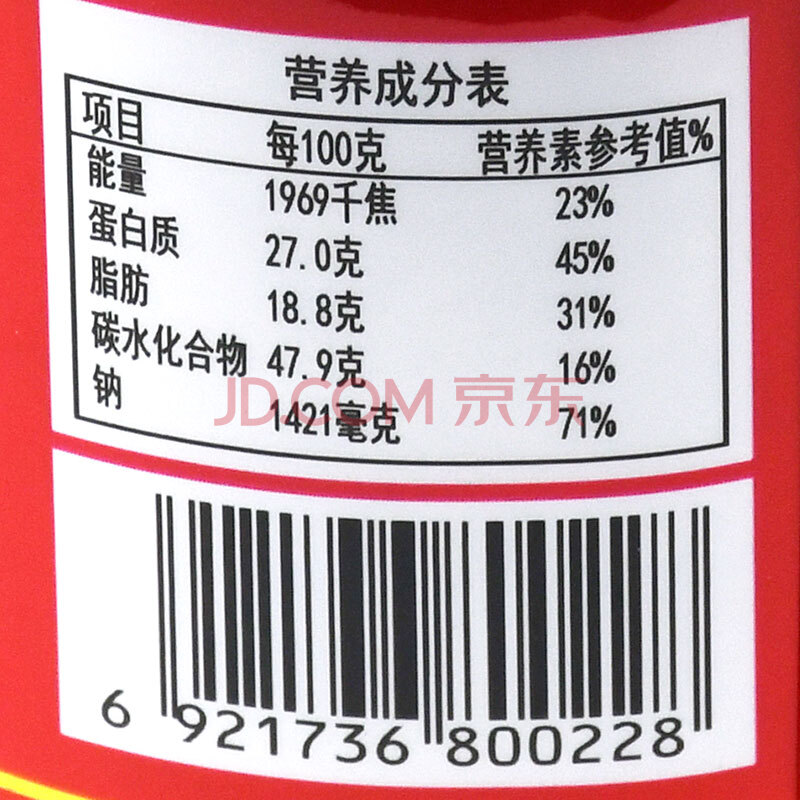 营养成分表
项目 每100克 营养素参考值%
能量 1969千焦 23%
蛋白质 27.0克 45%
脂肪 18.8克 31%
碳水化合物 47.9克 16%
钠 1421毫克 71%
JD.COM 京东
6 921736 800228